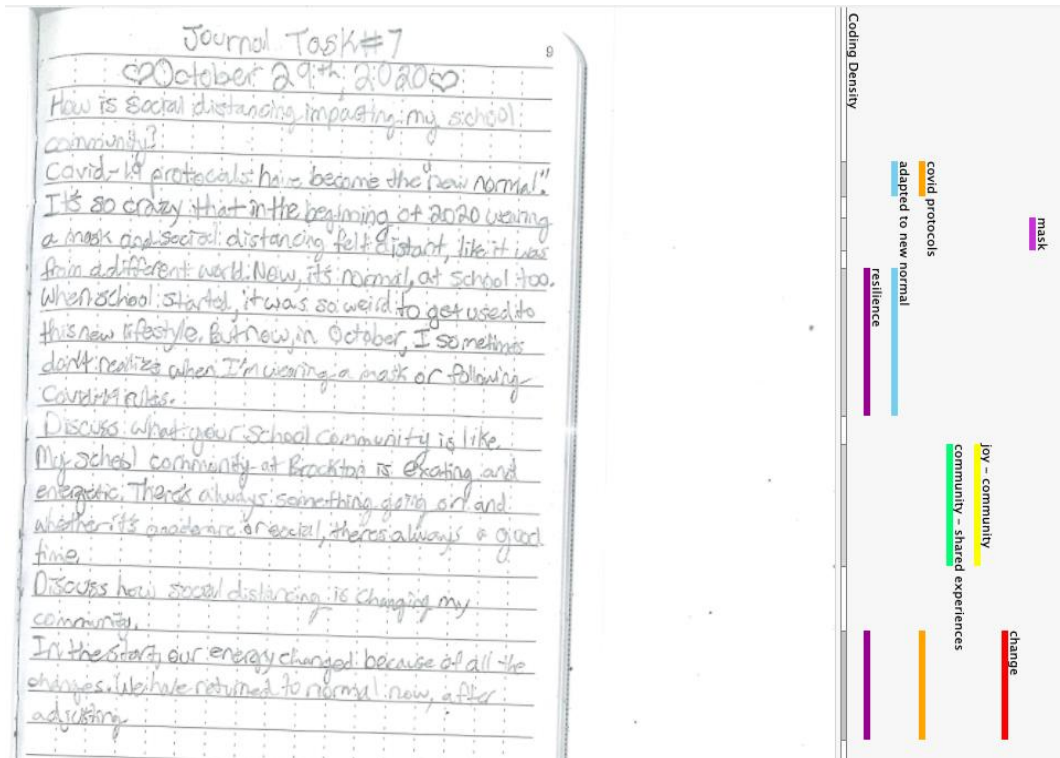 Journal Task#7
9
♡October 29th, 2020♡
How is social distancing impacting my school
community?
Covid-19 protocals have become the "new normal".
It's so crazy that in the beginning of 2020 wearing
a mask and social distancing felt distant, like it was
from a different world. Now, it's normal, at school too.
When school started, it was so weird to get used to
this new lifestyle. But now, in October, I sometimes
don't realize when I'm wearing a mask or following
Covid-19 rules.
Discuss what your school community is like.
My school community at Brockton is exating and
energetic. There's always something going on and
whether it's academic or social, there's always a good
time.
Discuss how social distancing is changing my
community.
In the start, our energy changed because of all the
changes. We have returned to normal now, after
adjusting
Coding Density
resilience
adapted to new normal
covid protocols
community – shared experiences
joy – community
change
mask